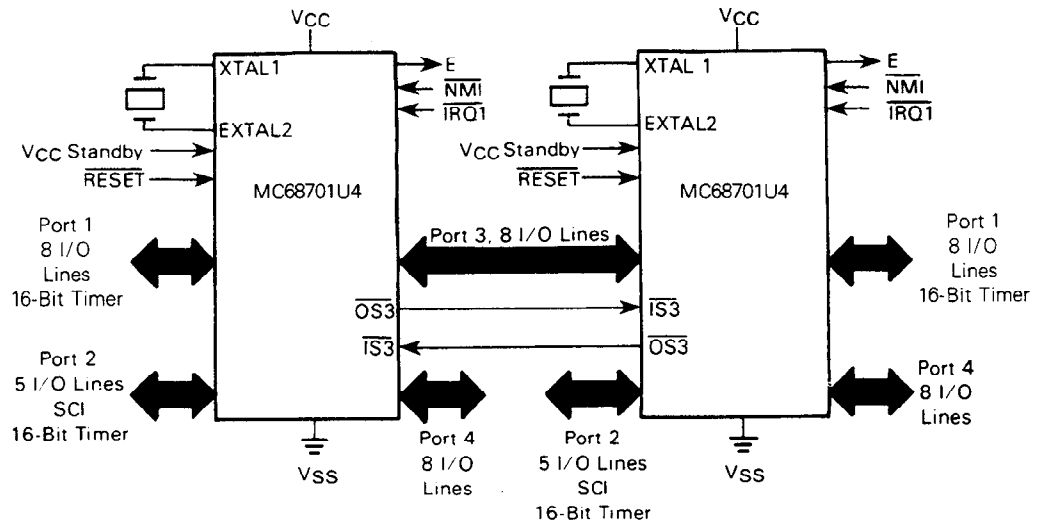 VCC
XTAL1
EXTAL2
VCC Standby
RESET
E
NMI
IRQ1
MC68701U4
Port 1
8 I/O
Lines
16-Bit Timer
Port 2
5 I/O Lines
SCI
16-Bit Timer
Port 3, 8 I/O Lines
OS3
IS3
IS3
OS3
Port 4
8 I/O
Lines
VSS
VCC
XTAL 1
EXTAL2
VCC Standby
RESET
E
NMI
IRQ1
MC68701U4
Port 1
8 I/O
Lines
16-Bit Timer
Port 4
8 I/O
Lines
Port 2
5 I/O Lines
SCI
16-Bit Timer
VSS